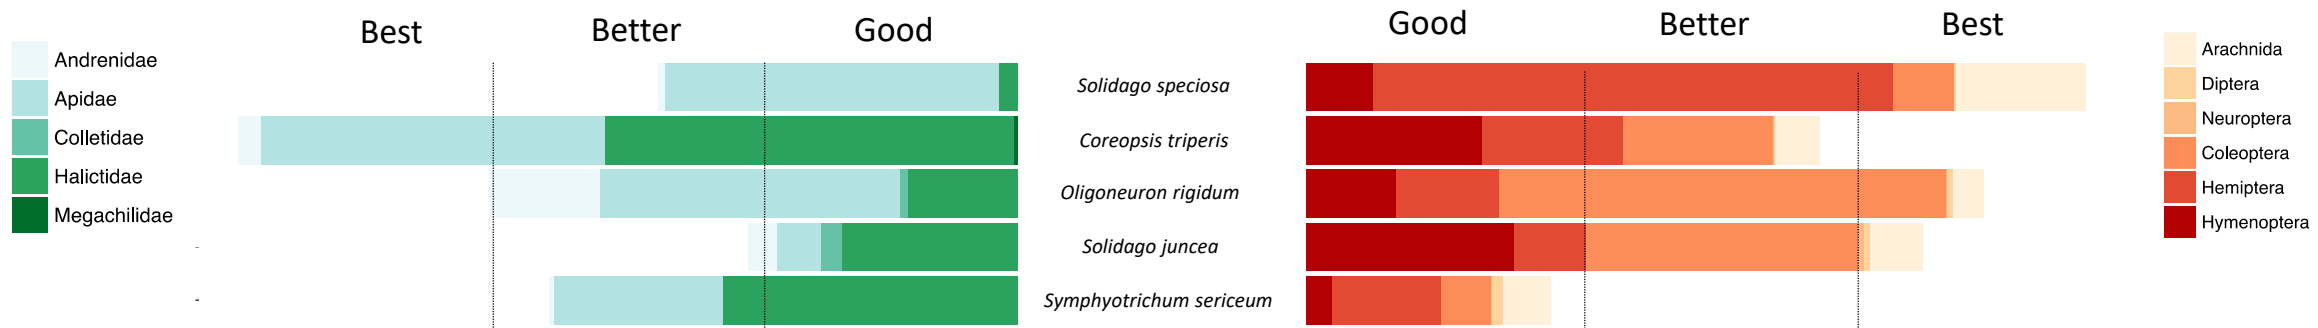 Best Better Good
Good Better Best
Andrenidae
Apidae
Colletidae
Halictidae
Megachilidae
Solidago speciosa
Coreopsis triperis
Oligoneuron rigidum
Solidago juncea
Symphyotrichum sericeum
Arachnida
Diptera
Neuroptera
Coleoptera
Hemiptera
Hymenoptera